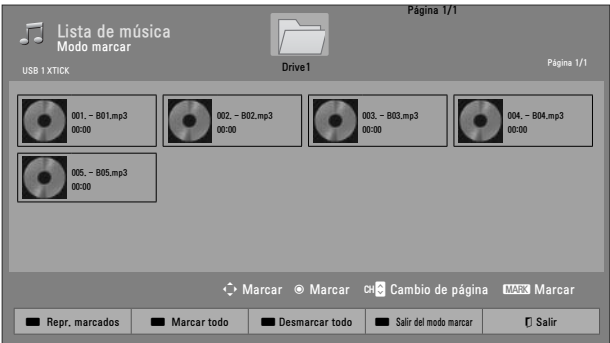 Página 1/1
Lista de música
Modo marcar
Drive1
USB 1 XTICK
Página 1/1
001. - B01.mp3
00:00
002. - B02.mp3
00:00
003. - B03.mp3
00:00
004. - B04.mp3
00:00
005. - B05.mp3
00:00
Marcar Marcar CH Cambio de página MARK Marcar
Repr. marcados Marcar todo Desmarcar todo Salir del modo marcar Salir